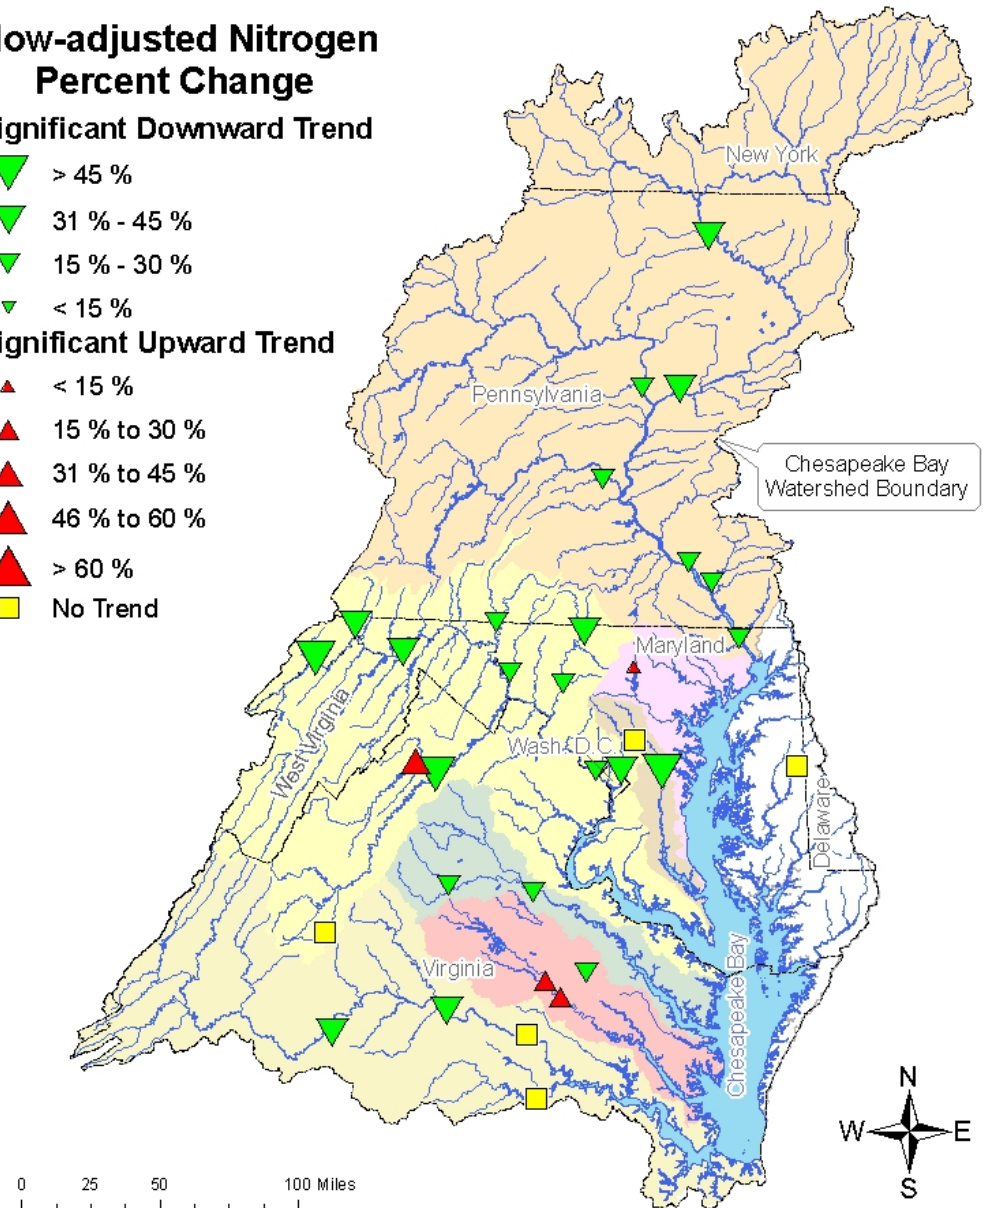 low-adjusted Nitrogen
Percent Change
ignificant Downward Trend
> 45 %
31 % - 45 %
15 % - 30 %
< 15 %
ignificant Upward Trend
< 15 %
15 % to 30 %
31 % to 45 %
46 % to 60 %
> 60 %
No Trend
New York
Pennsylvania
Chesapeake Bay
Watershed Boundary
Maryland
West Virginia
Wash. D.C.
Delaware
Virginia
Chesapeake Bay
N
W
E
S
0 25 50 100 Miles